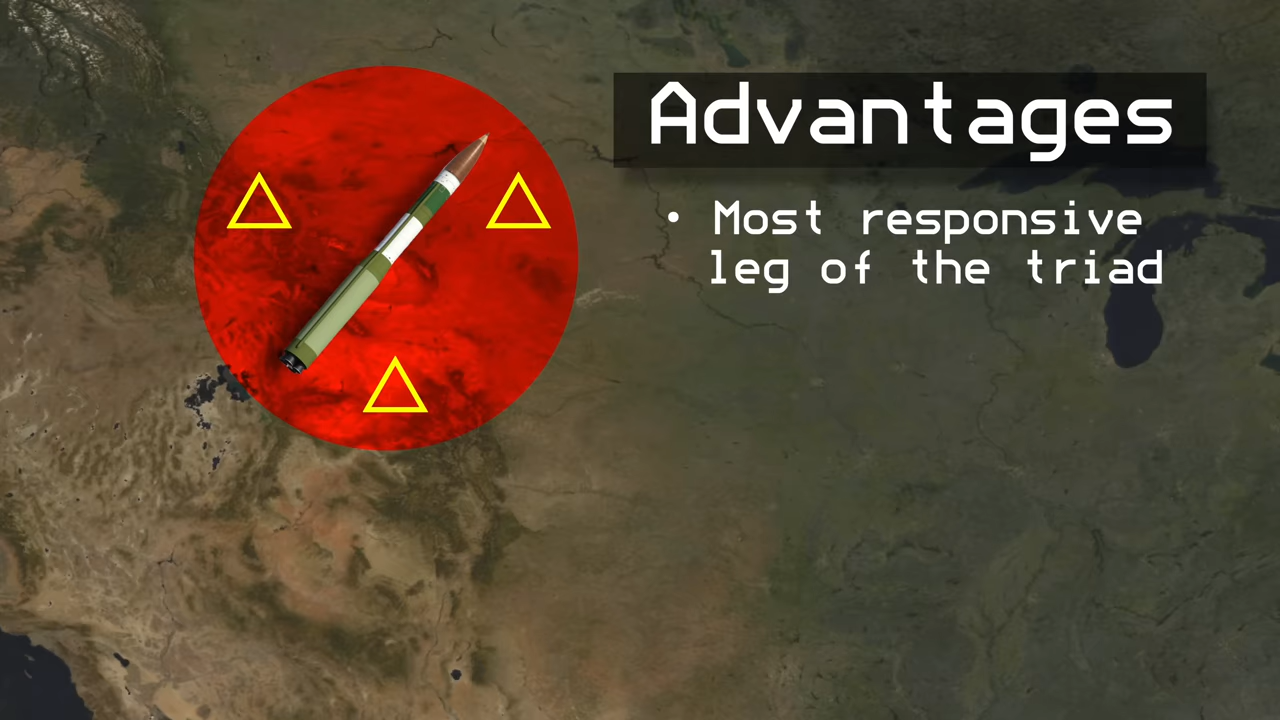 Advantages
• Most responsive
leg of the triad